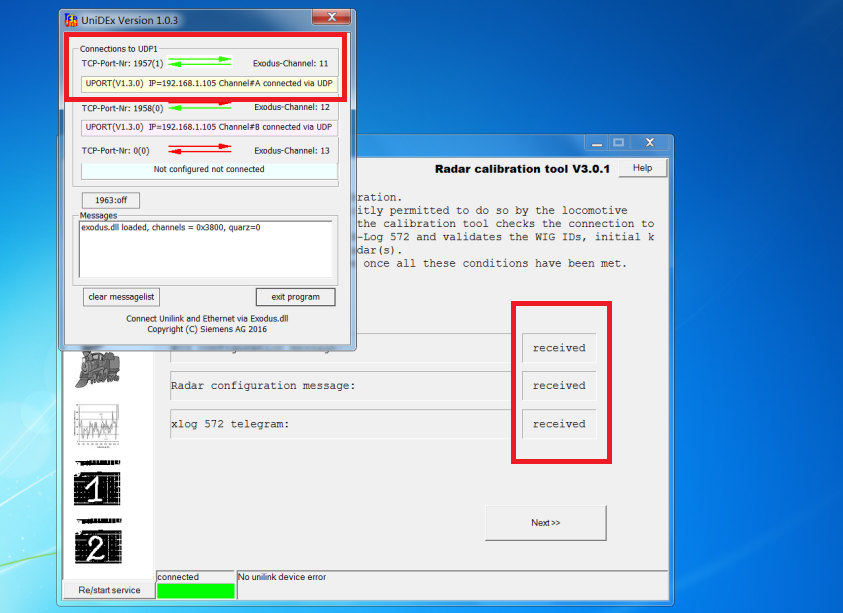 UniDEx Version 1.0.3
Connections to UDP1
TCP-Port-Nr: 1957(1) Exodus-Channel: 11
UPORT(V1.3.0) IP=192.168.1.105 Channel#A connected via UDP
TCP-Port-Nr: 1958(0) Exodus-Channel: 12
UPORT(V1.3.0) IP=192.168.1.105 Channel#B connected via UDP
TCP-Port-Nr: 0(0) Exodus-Channel: 13
Not configured not connected
1963:off
Messages
exodus.dll loaded, channels = 0x3800, quarz=0
clear messagelist exit program
Connect Unilink and Ethernet via Exodus.dll
Copyright (C) Siemens AG 2016
Radar calibration tool V3.0.1 Help
ration.
itly permitted to do so by the locomotive
the calibration tool checks the connection to
-Log 572 and validates the WIG IDs, initial k
dar(s).
once all these conditions have been met.
received
Radar configuration message: received
xlog 572 telegram: received
1
2
Next >>
connected No unilink device error
Re/start service